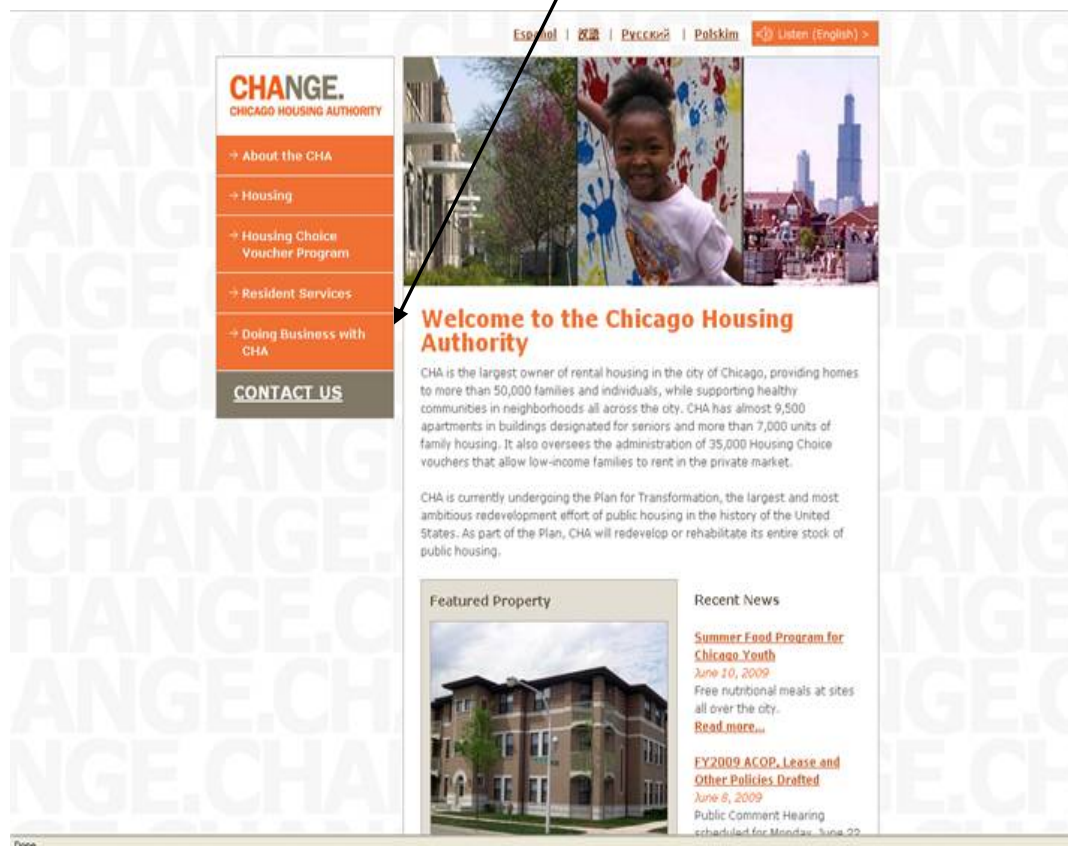 Español | 汉語 | Русский | Polskim Listen (English) >
CHANGE.
CHICAGO HOUSING AUTHORITY
→ About the CHA
→ Housing
→ Housing Choice
Voucher Program
→ Resident Services
→ Doing Business with
CHA
CONTACT US
Welcome to the Chicago Housing
Authority
CHA is the largest owner of rental housing in the city of Chicago, providing homes
to more than 50,000 families and individuals, while supporting healthy
communities in neighborhoods all across the city. CHA has almost 9,500
apartments in buildings designated for seniors and more than 7,000 units of
family housing. It also oversees the administration of 35,000 Housing Choice
vouchers that allow low-income families to rent in the private market.
CHA is currently undergoing the Plan for Transformation, the largest and most
ambitious redevelopment effort of public housing in the history of the United
States. As part of the Plan, CHA will redevelop or rehabilitate its entire stock of
public housing.
Featured Property
Recent News
Summer Food Program for
Chicago Youth
June 10, 2009
Free nutritional meals at sites
all over the city.
Read more...
FY2009 ACOP, Lease and
Other Policies Drafted
June 8, 2009
Public Comment Hearing
scheduled for Monday, June 22
Done